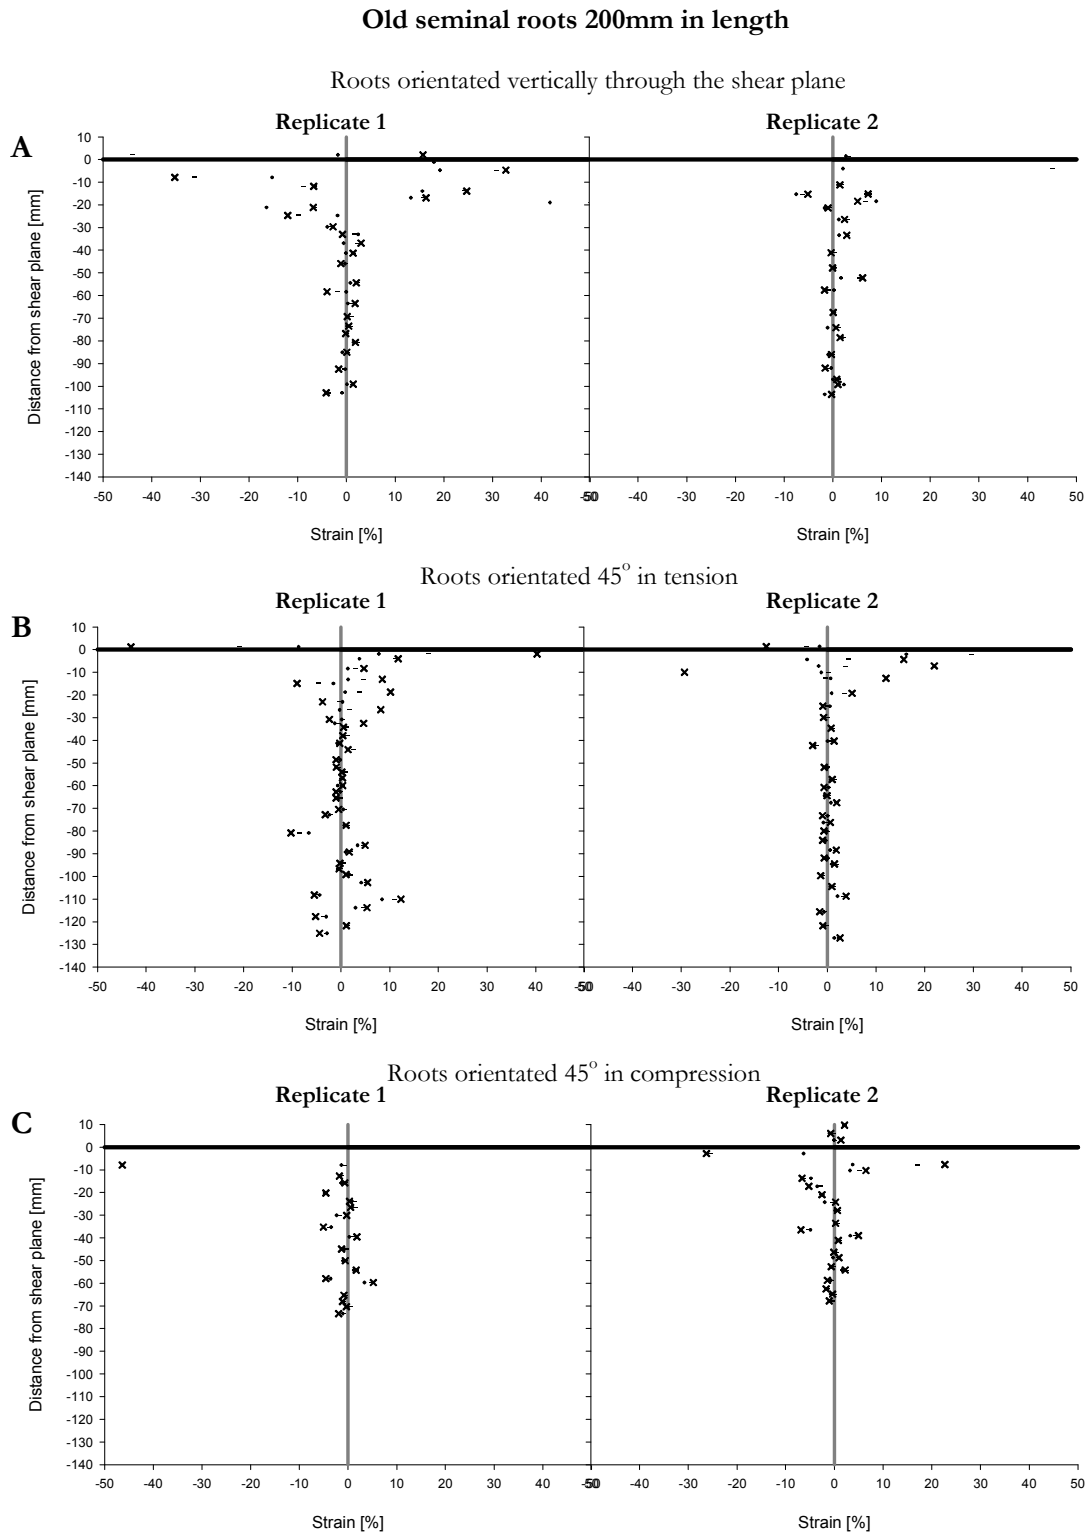 Old seminal roots 200mm in length
Roots orientated vertically through the shear plane
A
Replicate 1
Replicate 2
Distance from shear plane [mm]
10
0
-10
-20
-30
-40
-50
-60
-70
-80
-90
-100
-110
-120
-130
-140
-50 -40 -30 -20 -10 0 10 20 30 40 50
-50 -40 -30 -20 -10 0 10 20 30 40 50
Strain [%]
Strain [%]
Roots orientated 45° in tension
B
Replicate 1
Replicate 2
Distance from shear plane [mm]
10
0
-10
-20
-30
-40
-50
-60
-70
-80
-90
-100
-110
-120
-130
-140
-50 -40 -30 -20 -10 0 10 20 30 40 50
-50 -40 -30 -20 -10 0 10 20 30 40 50
Strain [%]
Strain [%]
Roots orientated 45° in compression
C
Replicate 1
Replicate 2
Distance from shear plane [mm]
10
0
-10
-20
-30
-40
-50
-60
-70
-80
-90
-100
-110
-120
-130
-140
-50 -40 -30 -20 -10 0 10 20 30 40 50
-50 -40 -30 -20 -10 0 10 20 30 40 50
Strain [%]
Strain [%]